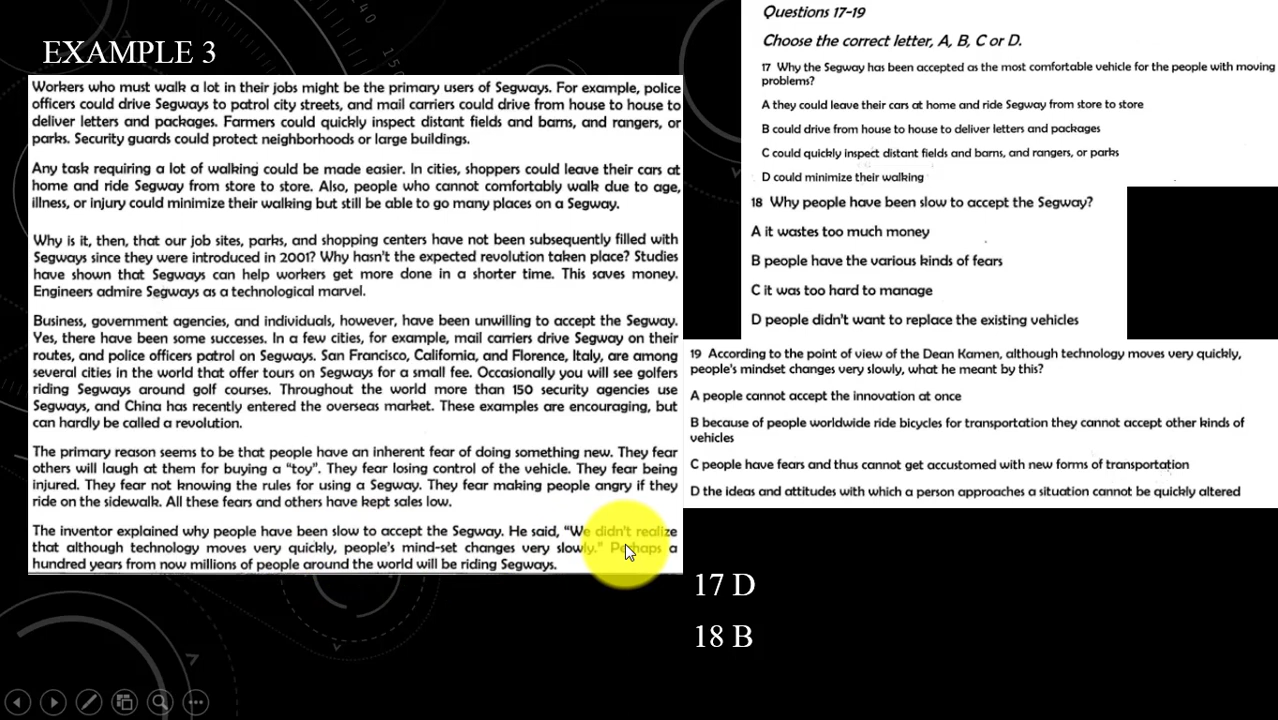 EXAMPLE 3
Workers who must walk a lot in their jobs might be the primary users of Segways. For example, police
officers could drive Segways to patrol city streets, and mail carriers could drive from house to house to
deliver letters and packages. Farmers could quickly inspect distant fields and barns, and rangers, or
parks. Security guards could protect neighborhoods or large buildings.
Any task requiring a lot of walking could be made easier. In cities, shoppers could leave their cars at
home and ride Segway from store to store. Also, people who cannot comfortably walk due to age,
illness, or injury could minimize their walking but still be able to go many places on a Segway.
Why is it, then, that our job sites, parks, and shopping centers have not been subsequently filled with
Segways since they were introduced in 2001? Why hasn't the expected revolution taken place? Studies
have shown that Segways can help workers get more done in a shorter time. This saves money.
Engineers admire Segways as a technological marvel.
Business, government agencies, and individuals, however, have been unwilling to accept the Segway.
Yes, there have been some successes. In a few cities, for example, mail carriers drive Segway on their
routes, and police officers patrol on Segways. San Francisco, California, and Florence, Italy, are among
several cities in the world that offer tours on Segways for a small fee. Occasionally you will see golfers
riding Segways around golf courses. Throughout the world more than 150 security agencies use
Segways, and China has recently entered the overseas market. These examples are encouraging, but
can hardly be called a revolution.
The primary reason seems to be that people have an inherent fear of doing something new. They fear
others will laugh at them for buying a "toy". They fear losing control of the vehicle. They fear being
injured. They fear not knowing the rules for using a Segway. They fear making people angry if they
ride on the sidewalk. All these fears and others have kept sales low.
The inventor explained why people have been slow to accept the Segway. He said, "We didn't realize
that although technology moves very quickly, people's mind-set changes very slowly." Perhaps a
hundred years from now millions of people around the world will be riding Segways.
Questions 17-19
Choose the correct letter, A, B, C or D.
17 Why the Segway has been accepted as the most comfortable vehicle for the people with moving
problems?
A they could leave their cars at home and ride Segway from store to store
B could drive from house to house to deliver letters and packages
C could quickly inspect distant fields and barns, and rangers, or parks
D could minimize their walking
18 Why people have been slow to accept the Segway?
A it wastes too much money
B people have the various kinds of fears
C it was too hard to manage
D people didn't want to replace the existing vehicles
19 According to the point of view of the Dean Kamen, although technology moves very quickly,
people's mindset changes very slowly, what he meant by this?
A people cannot accept the innovation at once
B because of people worldwide ride bicycles for transportation they cannot accept other kinds of
vehicles
C people have fears and thus cannot get accustomed with new forms of transportation
D the ideas and attitudes with which a person approaches a situation cannot be quickly altered
17 D
18 B